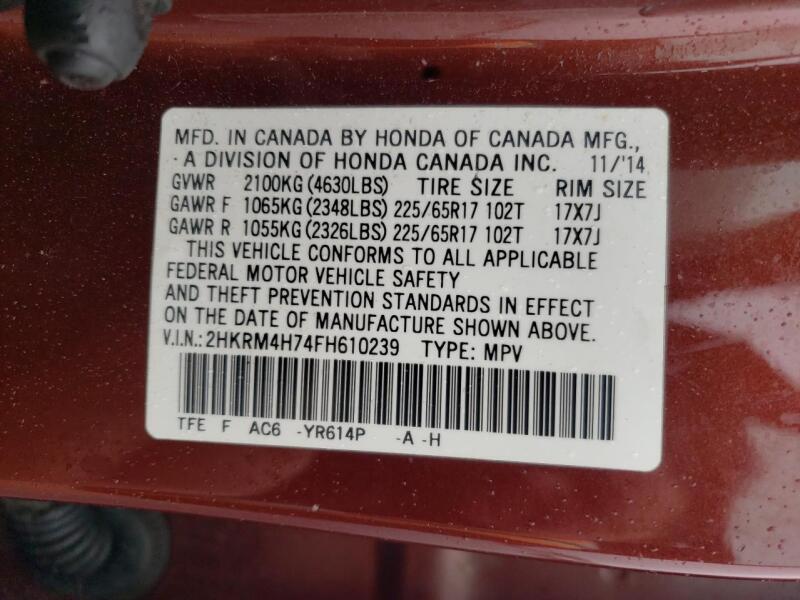 MFD. IN CANADA BY HONDA OF CANADA MFG.,
A DIVISION OF HONDA CANADA INC. 11/'14
GVWR 2100KG (4630LBS) TIRE SIZE RIM SIZE
GAWR F 1065KG (2348LBS) 225/65R17 102T 17X7J
GAWR R 1055KG (2326LBS) 225/65R17 102T 17X7J
THIS VEHICLE CONFORMS TO ALL APPLICABLE
FEDERAL MOTOR VEHICLE SAFETY
AND THEFT PREVENTION STANDARDS IN EFFECT
ON THE DATE OF MANUFACTURE SHOWN ABOVE.
V.I.N.: 2HKRM4H74FH610239 TYPE: MPV
TFE F AC6 -YR614P -A -H